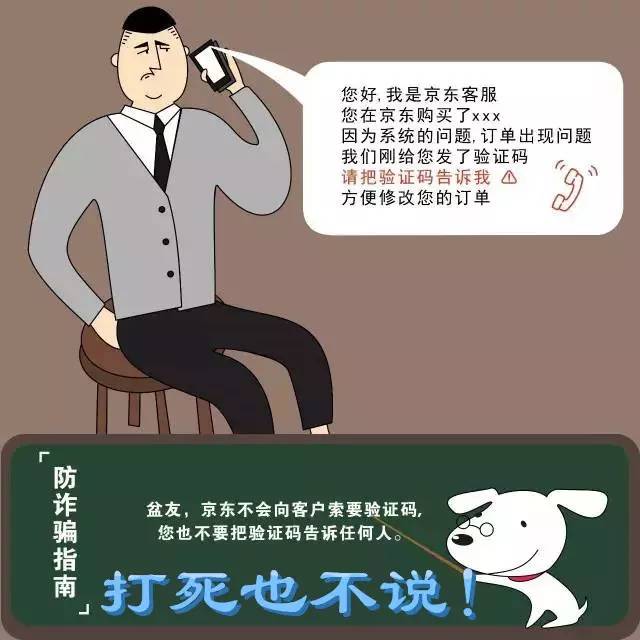 您好,我是京东客服
您在京东购买了xxx
因为系统的问题,订单出现问题
我们刚给您发了验证码
请把验证码告诉我
方便修改您的订单
「防诈骗指南」
盆友，京东不会向客户索要验证码,
您也不要把验证码告诉任何人。
打死也不说！